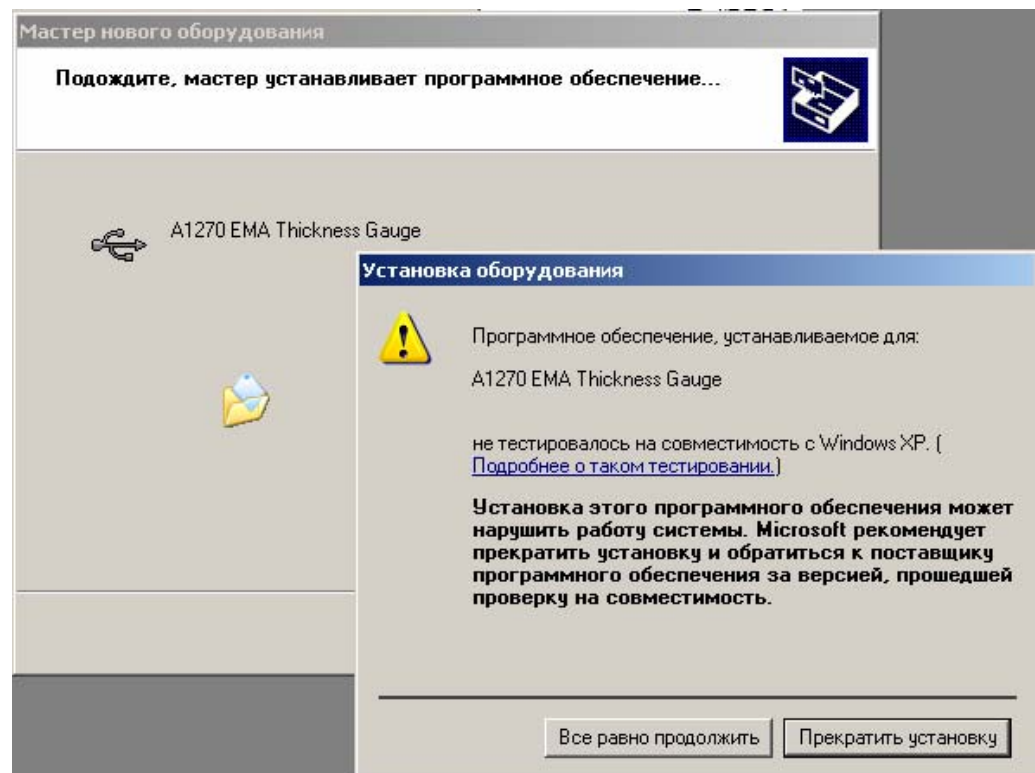 Мастер нового оборудования
Подождите, мастер устанавливает программное обеспечение...
A1270 EMA Thickness Gauge
Установка оборудования
Программное обеспечение, устанавливаемое для:
A1270 EMA Thickness Gauge
не тестировалось на совместимость с Windows XP. (
Подробнее о таком тестировании.)
Установка этого программного обеспечения может
нарушить работу системы. Microsoft рекомендует
прекратить установку и обратиться к поставщику
программного обеспечения за версией, прошедшей
проверку на совместимость.
Все равно продолжить
Прекратить установку